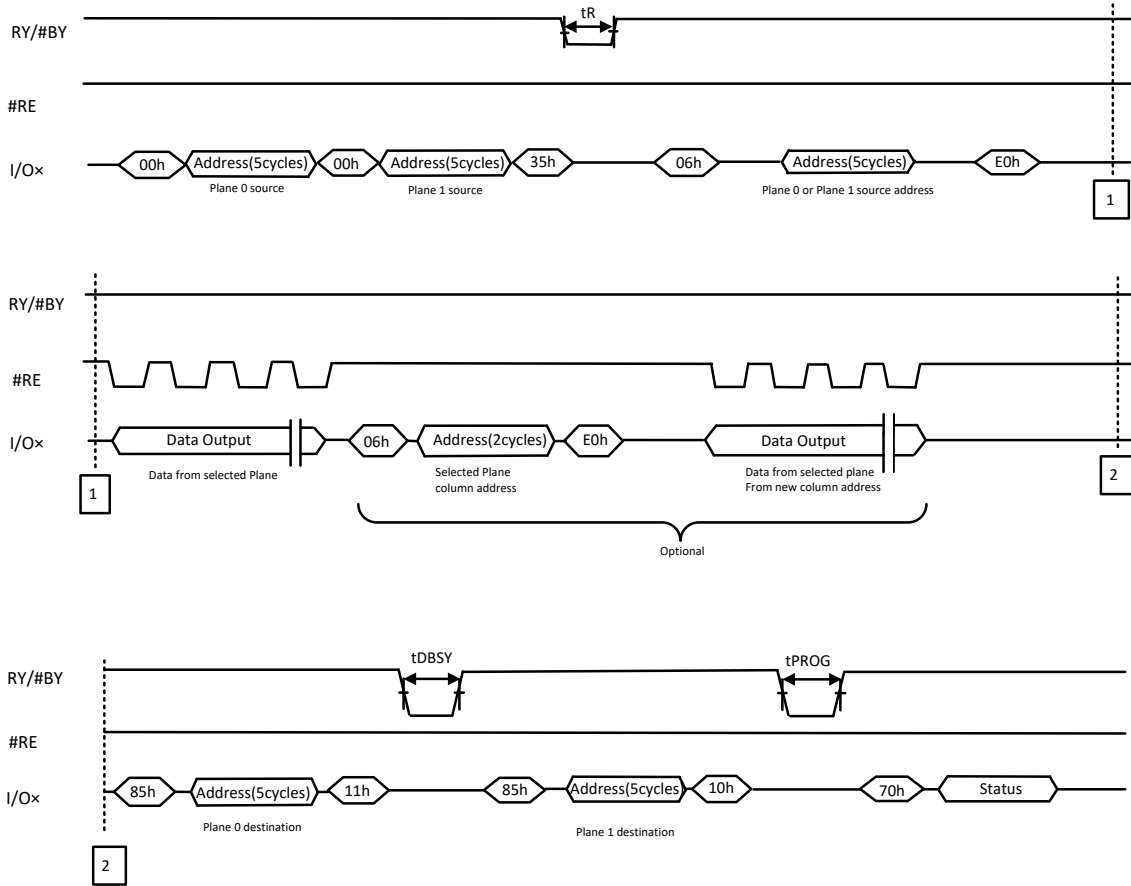 tR
RY/#BY
#RE
I/O×
00h Address(5cycles) 00h Address(5cycles) 35h 06h Address(5cycles) E0h
Plane 0 source Plane 1 source Plane 0 or Plane 1 source address
1
RY/#BY
#RE
I/O×
Data Output 06h Address(2cycles) E0h Data Output
Data from selected Plane
Selected Plane
column address
Data from selected plane
From new column address
1
2
Optional
tDBSY tPROG
RY/#BY
#RE
I/O×
85h Address(5cycles) 11h 85h Address(5cycles) 10h 70h Status
Plane 0 destination Plane 1 destination
2